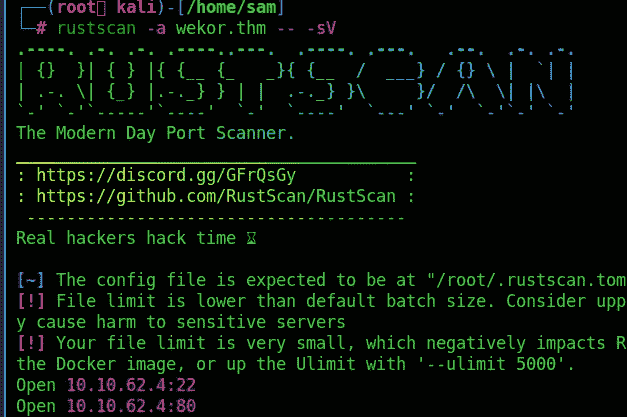 ┌──(root kali)-[/home/sam]
└─# rustscan -a wekor.thm -- -sV
.----. .-. .-. .----..---.  .----. .---.   .--.  .-. .-.
| {}  }| { } |{ {__ {_   _}{ {__  /  ___} / {} \ |  `| |
| .-. \| {_} |.-._} } | |  .-._} }\     }/  /\  \| |\  |
`-' `-'`-----'`----'  `-'  `----'  `---' `-'  `-'`-' `-'
The Modern Day Port Scanner.
________________________________________
: https://discord.gg/GFrQsGy           :
: https://github.com/RustScan/RustScan :
 --------------------------------------
Real hackers hack time ⌛
[~] The config file is expected to be at "/root/.rustscan.tom
[!] File limit is lower than default batch size. Consider upp
y cause harm to sensitive servers
[!] Your file limit is very small, which negatively impacts R
the Docker image, or up the Ulimit with '--ulimit 5000'.
Open 10.10.62.4:22
Open 10.10.62.4:80